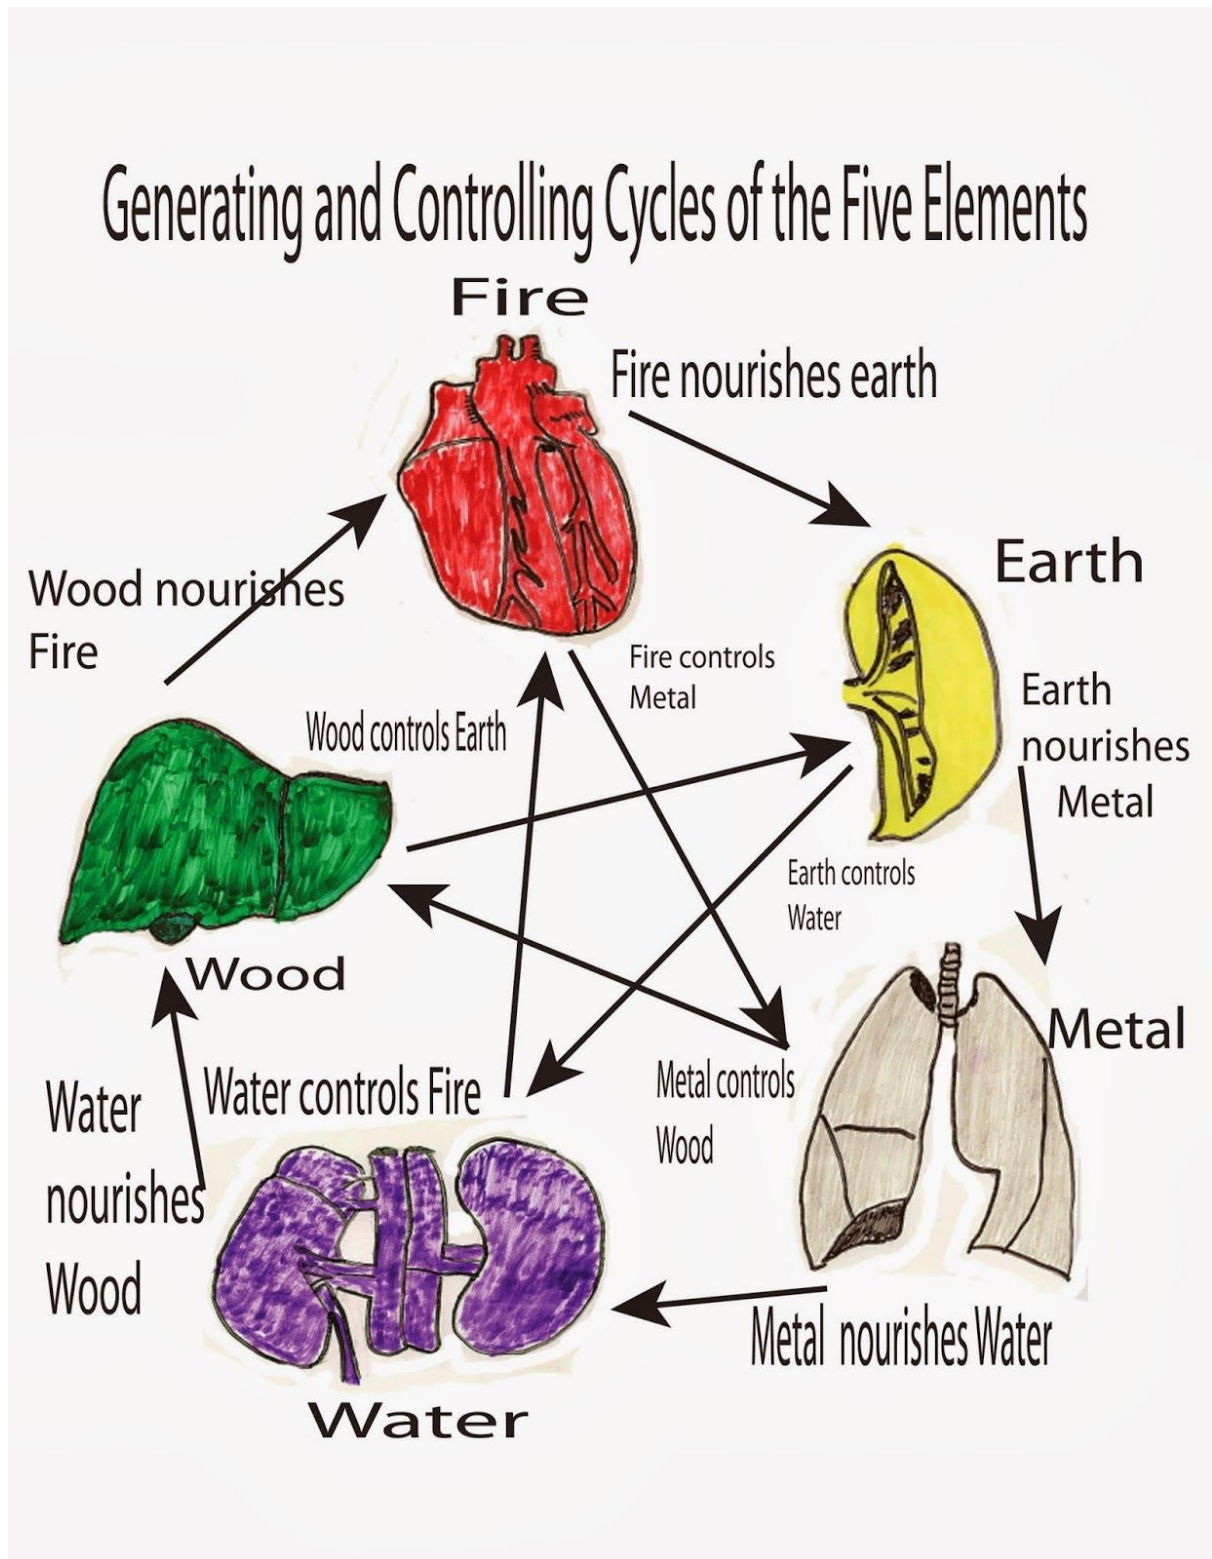 Generating and Controlling Cycles of the Five Elements
Fire
Fire nourishes earth
Earth
Wood nourishes
Fire
Fire controls
Metal
Earth
nourishes
Metal
Wood controls Earth
Earth controls
Water
Wood
Metal
Water controls Fire
Metal controls
Wood
Water
nourishes
Wood
Metal nourishes Water
Water